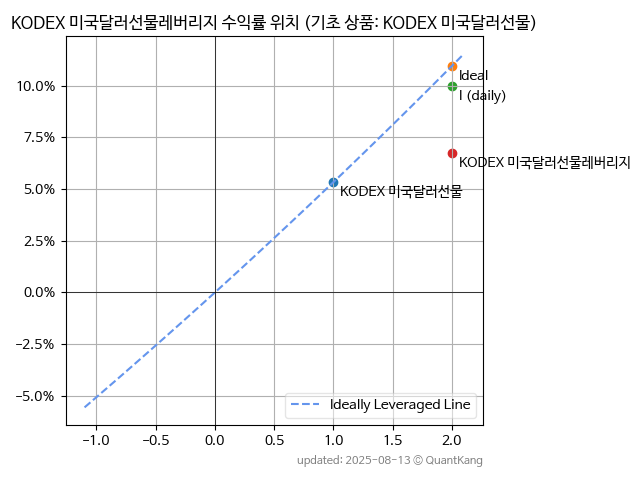 KODEX 미국달러선물레버리지 수익률 위치 (기초 상품: KODEX 미국달러선물)
10.0%
7.5%
5.0%
2.5%
0.0%
−2.5%
−5.0%
Ideal
I (daily)
KODEX 미국달러선물레버리지
KODEX 미국달러선물
Ideally Leveraged Line
−1.0 −0.5 0.0 0.5 1.0 1.5 2.0
updated: 2025-08-13 © QuantKang